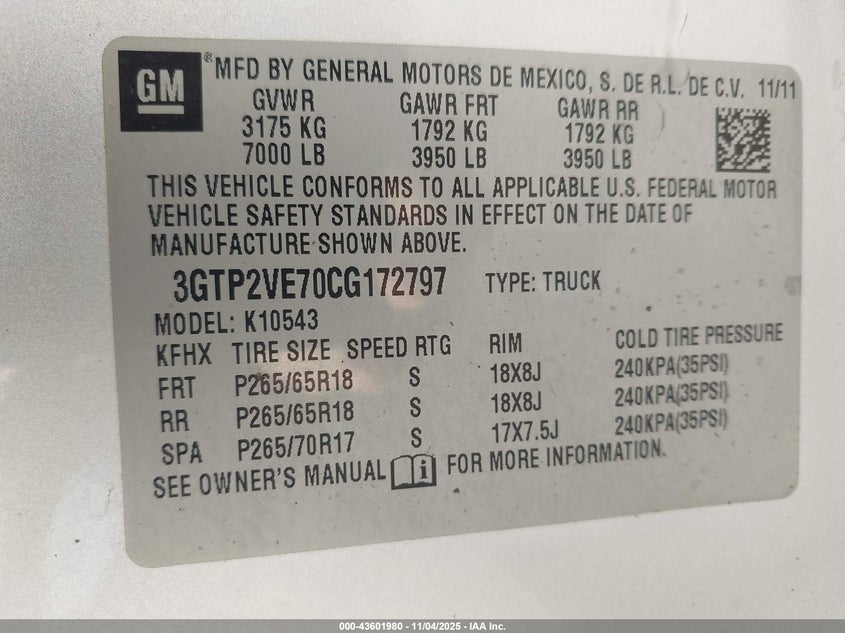 GM ® MFD BY GENERAL MOTORS DE MEXICO, S. DE R.L. DE C.V. 11/11
GVWR GAWR FRT GAWR RR
3175 KG 1792 KG 1792 KG
7000 LB 3950 LB 3950 LB
THIS VEHICLE CONFORMS TO ALL APPLICABLE U.S. FEDERAL MOTOR
VEHICLE SAFETY STANDARDS IN EFFECT ON THE DATE OF
MANUFACTURE SHOWN ABOVE.
3GTP2VE70CG172797 TYPE: TRUCK
MODEL: K10543
KFHX TIRE SIZE SPEED RTG RIM COLD TIRE PRESSURE
FRT P265/65R18 S 18X8J 240KPA(35PSI)
RR P265/65R18 S 18X8J 240KPA(35PSI)
SPA P265/70R17 S 17X7.5J 240KPA(35PSI)
SEE OWNER'S MANUAL i FOR MORE INFORMATION.
000-43601980 - 11/04/2025 - IAA Inc.